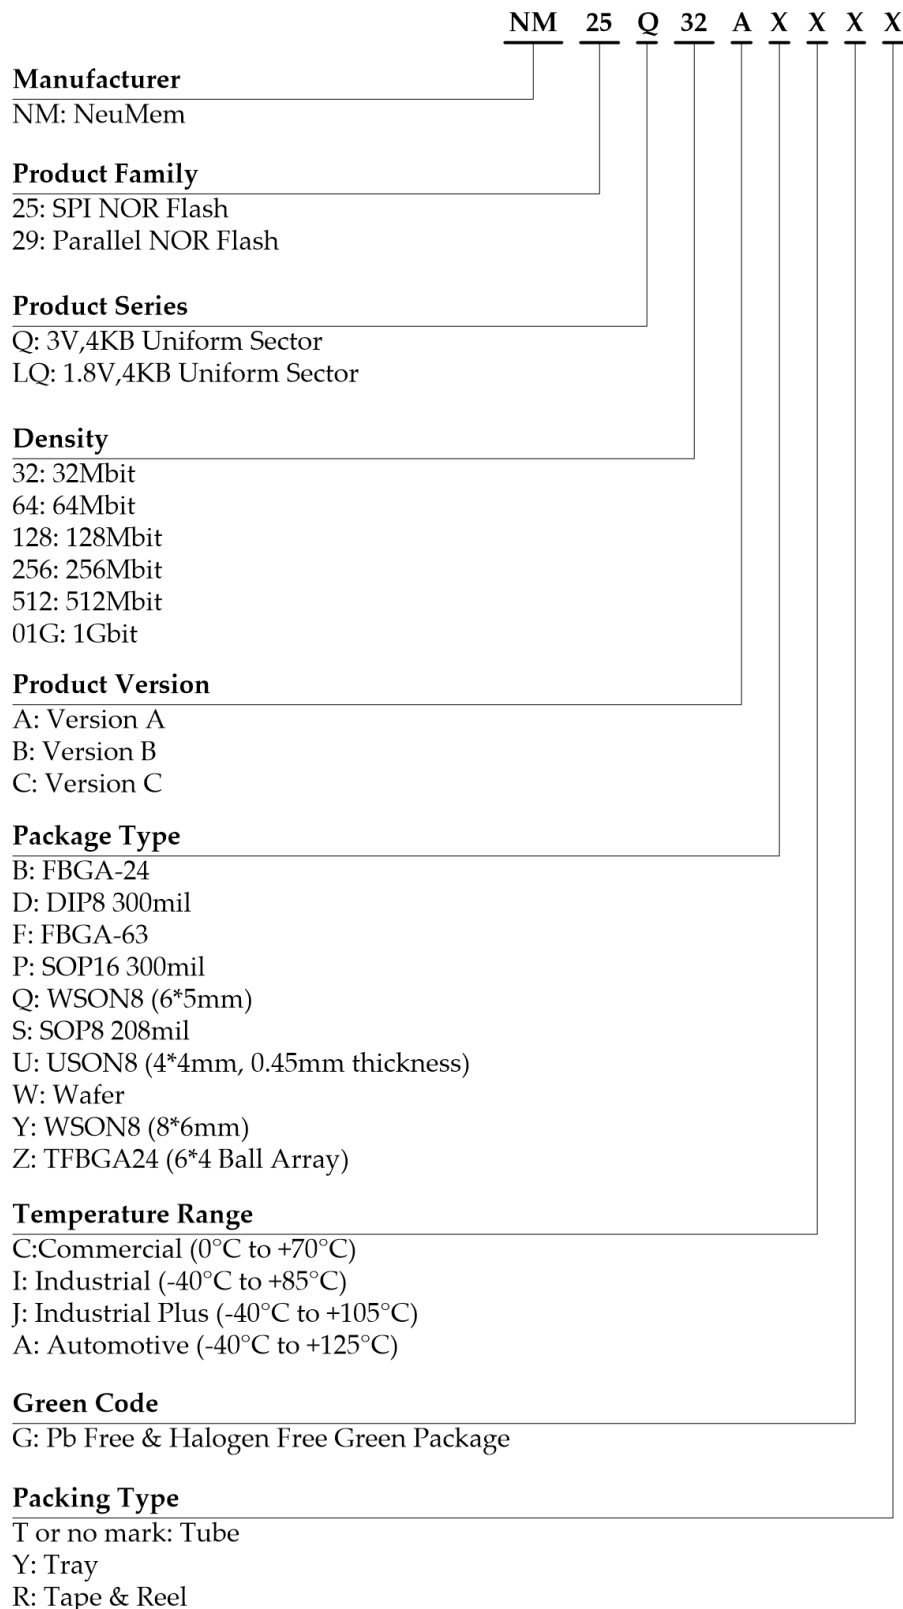 NM 25 Q 32 A X X X X
Manufacturer
NM: NeuMem
Product Family
25: SPI NOR Flash
29: Parallel NOR Flash
Product Series
Q: 3V,4KB Uniform Sector
LQ: 1.8V,4KB Uniform Sector
Density
32: 32Mbit
64: 64Mbit
128: 128Mbit
256: 256Mbit
512: 512Mbit
01G: 1Gbit
Product Version
A: Version A
B: Version B
C: Version C
Package Type
B: FBGA-24
D: DIP8 300mil
F: FBGA-63
P: SOP16 300mil
Q: WSON8 (6*5mm)
S: SOP8 208mil
U: USON8 (4*4mm, 0.45mm thickness)
W: Wafer
Y: WSON8 (8*6mm)
Z: TFBGA24 (6*4 Ball Array)
Temperature Range
C:Commercial (0°C to +70°C)
I: Industrial (-40°C to +85°C)
J: Industrial Plus (-40°C to +105°C)
A: Automotive (-40°C to +125°C)
Green Code
G: Pb Free & Halogen Free Green Package
Packing Type
T or no mark: Tube
Y: Tray
R: Tape & Reel